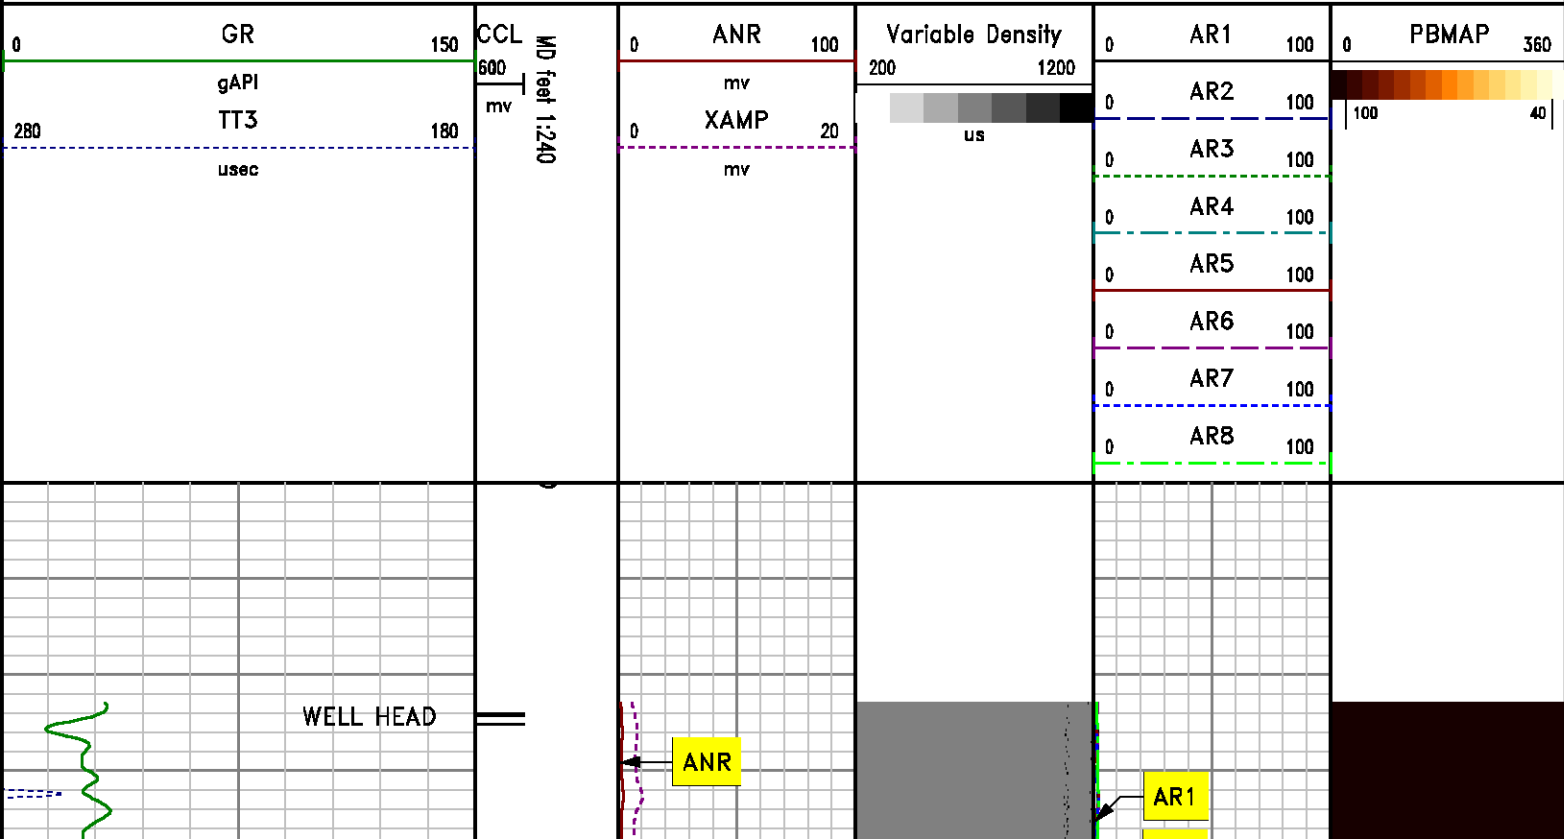 GR
0 150
gAPI
TT3
280 180
usec
CCL
600
mv
MD feet 1:240
ANR
0 100
mv
XAMP
0 20
mv
Variable Density
200 1200
us
AR1
0 100
AR2
0 100
AR3
0 100
AR4
0 100
AR5
0 100
AR6
0 100
AR7
0 100
AR8
0 100
PBMAP
0 360
100 40
WELL HEAD
ANR
AR1